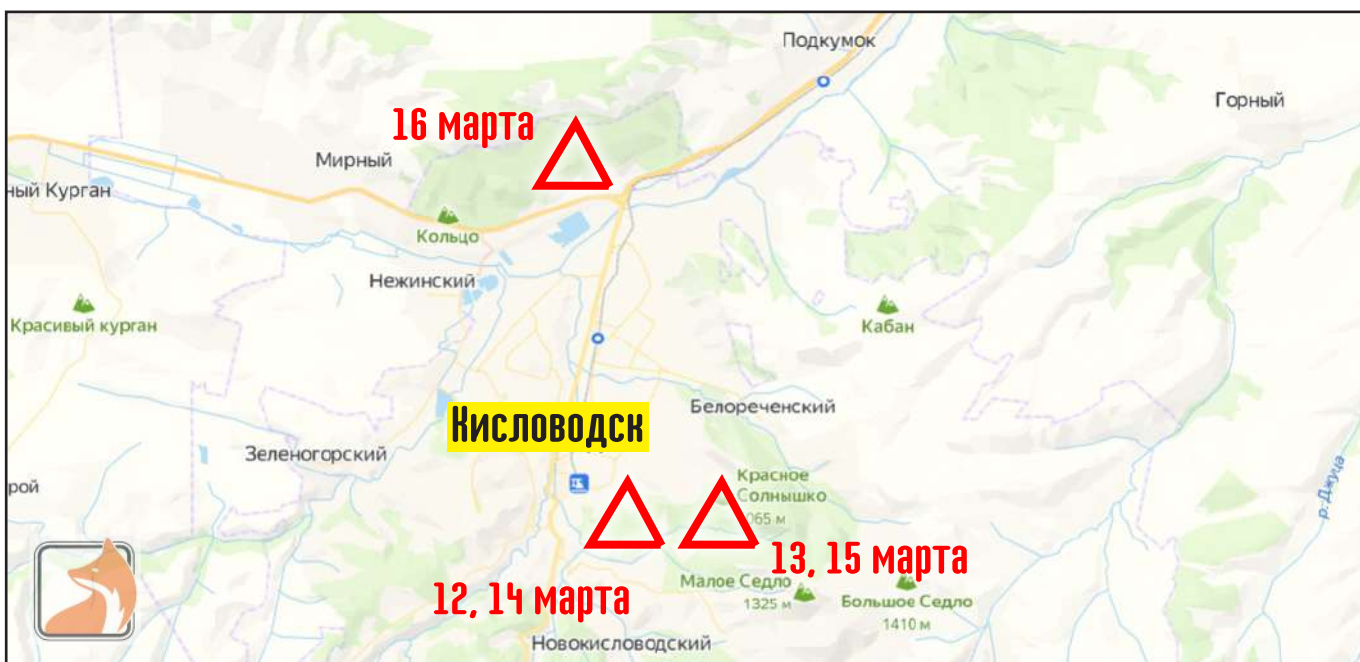 Подкумок
Горный
16 марта
Мирный
ный Курган
Кольцо
Нежинский
Красивый курган
Кабан
Белореченский
Кисловодск
Зеленогорский
рой
Красное
Солнышко
065 м
р. Джуца
13, 15 марта
Малое Седло
1325 м
Большое Седло
1410 м
12, 14 марта
Новокисловодский